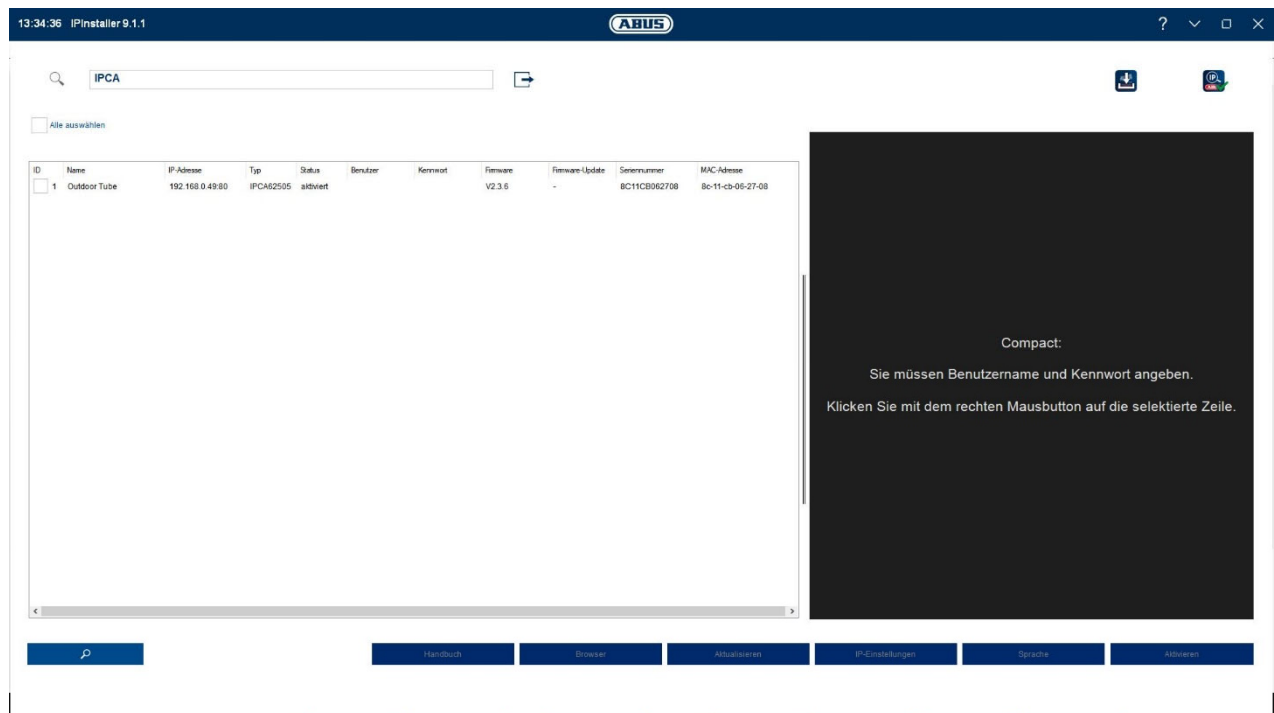 13:34:36 IPInstaller 9.1.1
ABUS
?
IPCA
IP
ABUS
Alle auswählen
ID Name IP-Adresse Typ Status Benutzer Kennwort Firmware Firmware-Update Seriennummer MAC-Adresse
1 Outdoor Tube 192.168.0.49:80 IPCA62505 aktiviert V2.3.6 - 8C11CB062708 8c-11-cb-06-27-08
Compact:
Sie müssen Benutzername und Kennwort angeben.
Klicken Sie mit dem rechten Mausbutton auf die selektierte Zeile.
Handbuch Browser Aktualisieren IP-Einstellungen Sprache Aktivieren